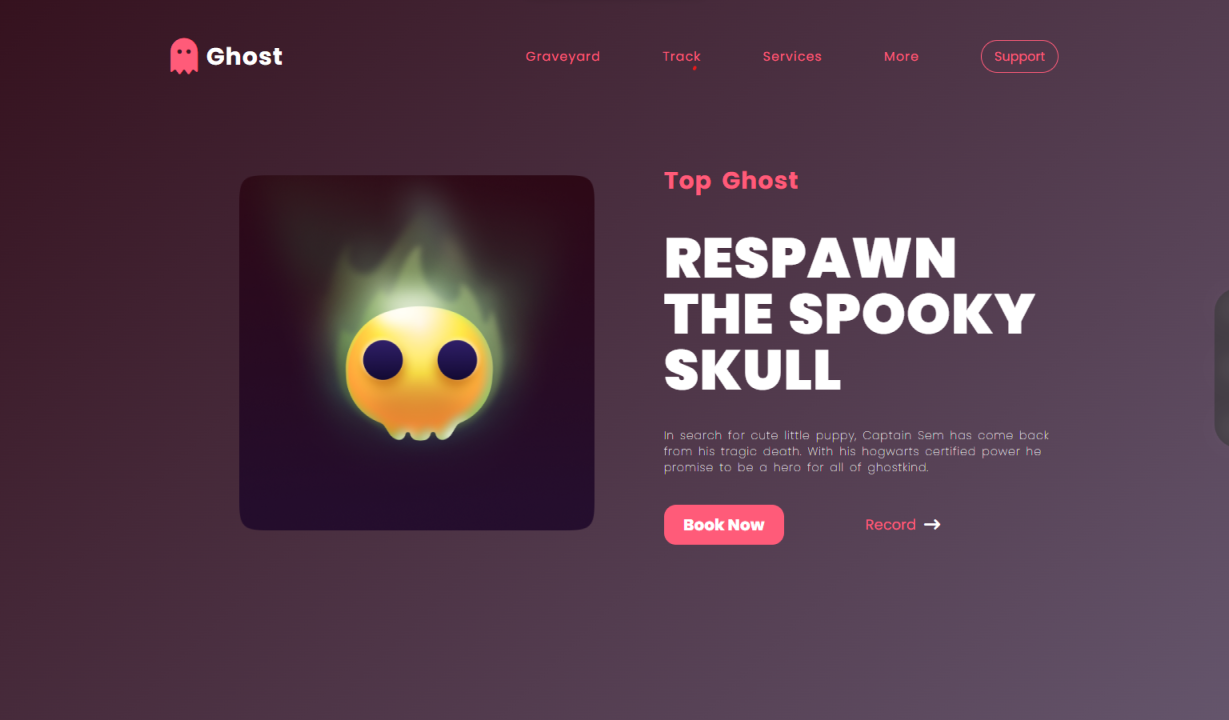 Ghost
Graveyard
Track
Services
More
Support
Top Ghost
RESPAWN
THE SPOOKY
SKULL
In search for cute little puppy, Captain Sem has come back
from his tragic death. With his hogwarts certified power he
promise to be a hero for all of ghostkind.
Book Now
Record →